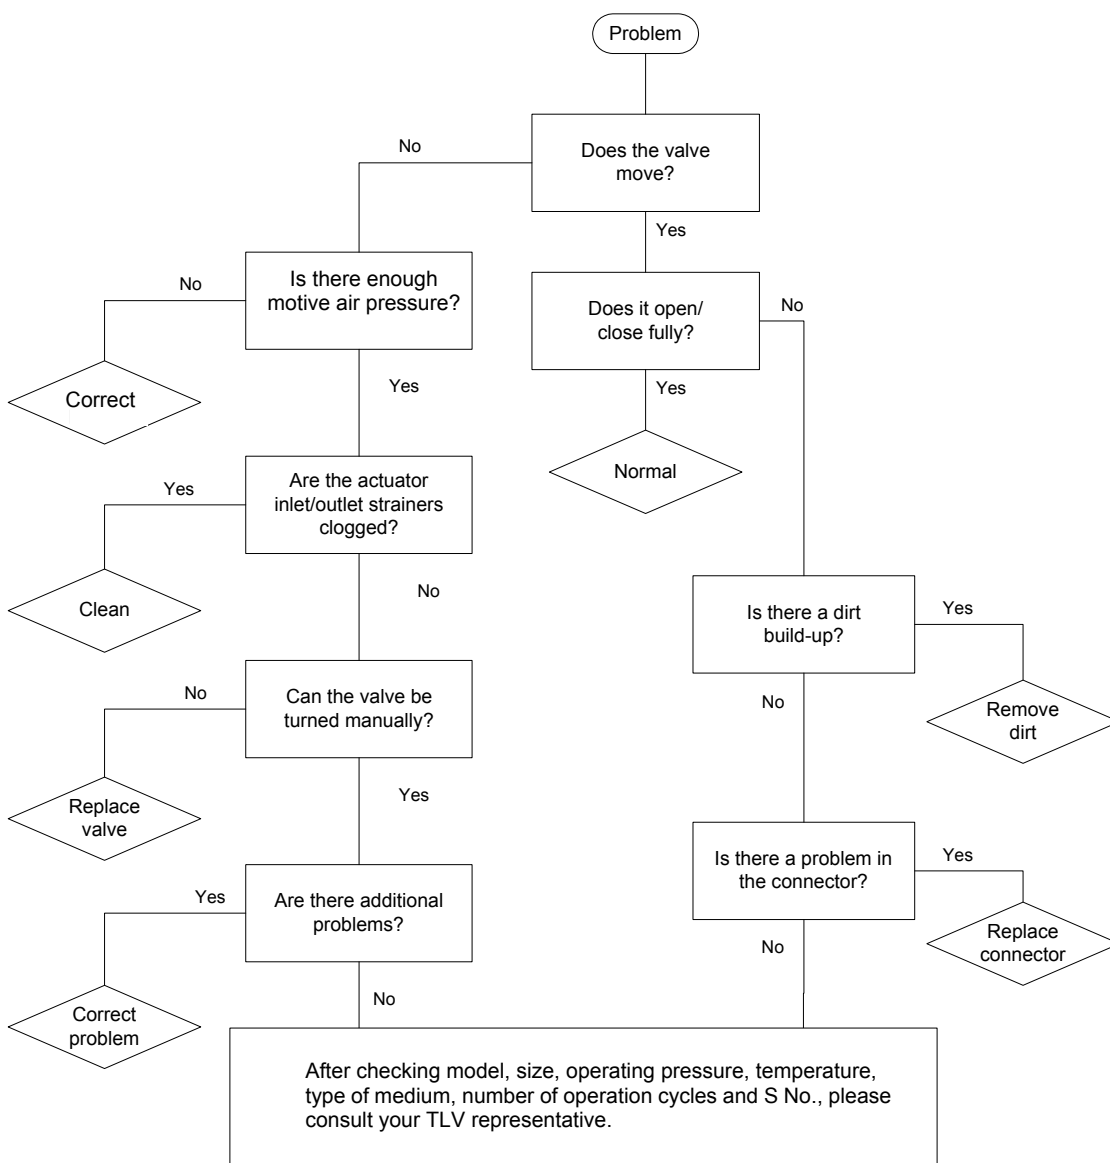 Problem
Does the valve
move?
No
Yes
Is there enough
motive air pressure?
No
Yes
Correct
Does it open/
close fully?
No
Yes
Normal
Are the actuator
inlet/outlet strainers
clogged?
Yes
No
Clean
Is there a dirt
build-up?
Yes
No
Remove
dirt
Can the valve be
turned manually?
No
Yes
Replace
valve
Is there a problem in
the connector?
Yes
No
Replace
connector
Are there additional
problems?
Yes
No
Correct
problem
After checking model, size, operating pressure, temperature,
type of medium, number of operation cycles and S No., please
consult your TLV representative.